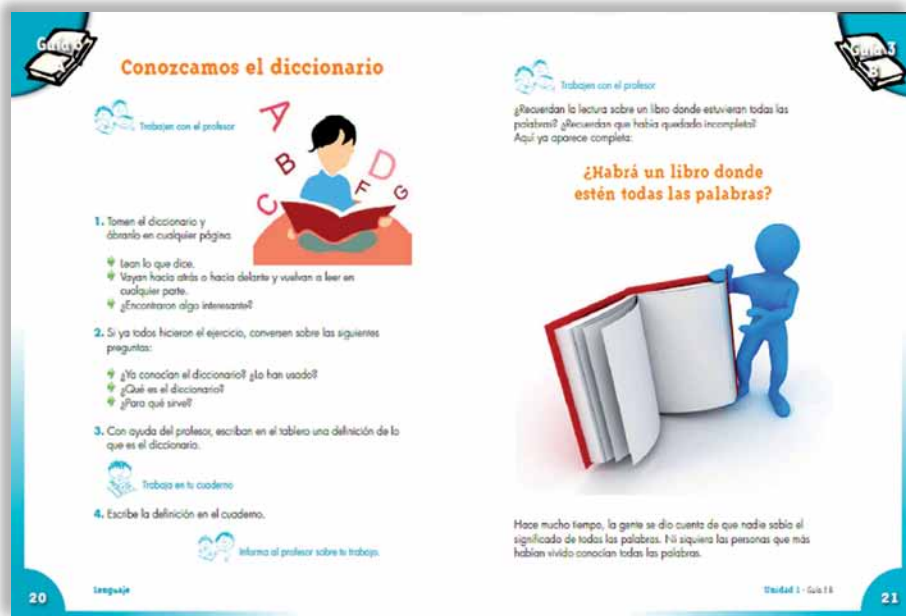 Conozcamos el diccionario
Trabajen con el profesor
A
B
C
D
F
G
1. Tomen el diccionario y
ábranlo en cualquier página.
Lean lo que dice.
Vayan hacia atrás o hacia delante y vuelvan a leer en
cualquier parte.
¿Encontraron algo interesante?
2. Si ya todos hicieron el ejercicio, conversen sobre las siguientes
preguntas:
¿Ya conocían el diccionario? ¿Lo han usado?
¿Qué es el diccionario?
¿Para qué sirve?
3. Con ayuda del profesor, escriban en el tablero una definición de lo
que es el diccionario.
Trabaja en tu cuaderno
4. Escribe la definición en el cuaderno.
Informa al profesor sobre tu trabajo.
20
Lenguaje
Guía 3
B
Trabajen con el profesor
¿Recuerdan la lectura sobre un libro donde estuvieran todas las
palabras? ¿Recuerdan que había quedado incompleta?
Aquí ya aparece completa:
¿Habrá un libro donde
estén todas las palabras?
Hace mucho tiempo, la gente se dio cuenta de que nadie sabía el
significado de todas las palabras. Ni siquiera las personas que más
habían vivido conocían todas las palabras.
Unidad 1 - Guía 3 B
21